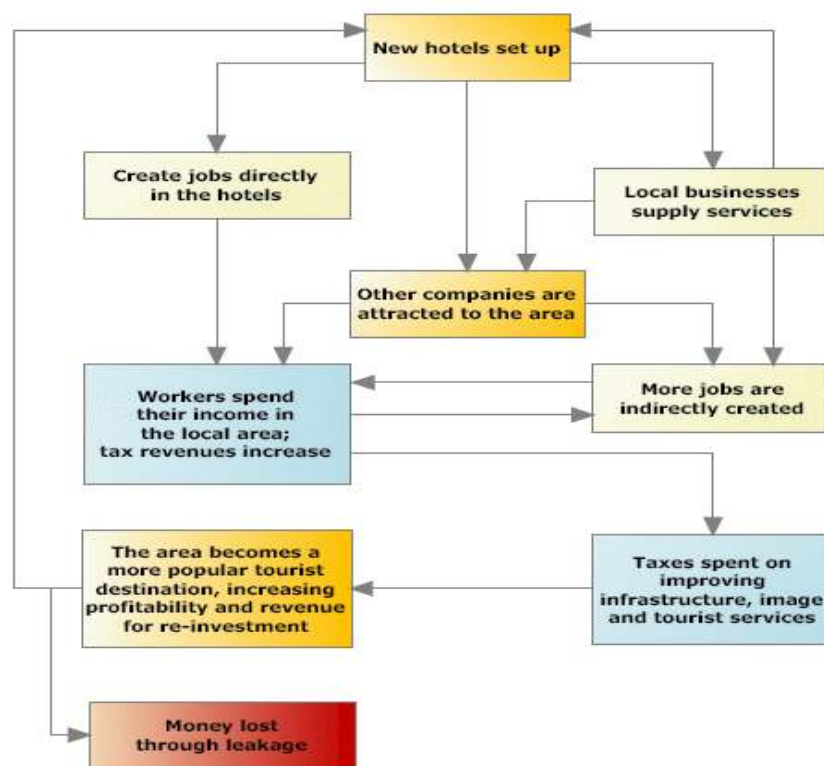 New hotels set up
Create jobs directly
in the hotels
Local businesses
supply services
Other companies are
attracted to the area
Workers spend
their income in
the local area;
tax revenues increase
More jobs are
indirectly created
The area becomes a
more popular tourist
destination, increasing
profitability and revenue
for re-investment
Taxes spent on
improving
infrastructure, image
and tourist services
Money lost
through leakage